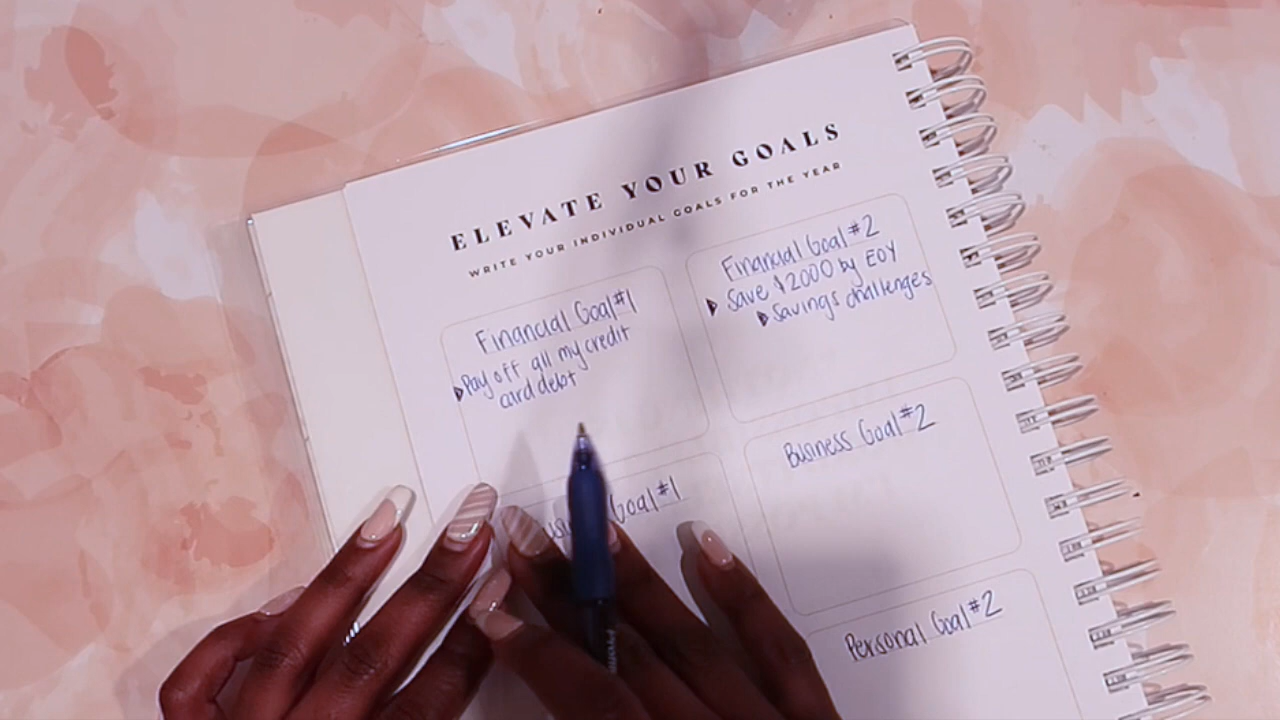 ELEVATE YOUR GOALS
WRITE YOUR INDIVIDUAL GOALS FOR THE YEAR
Financial Goal #1
Pay off all my credit
card debt
Financial Goal #2
Save $2000 by EOY
Savings challenges
Goal #1
Business Goal #2
Personal Goal #2